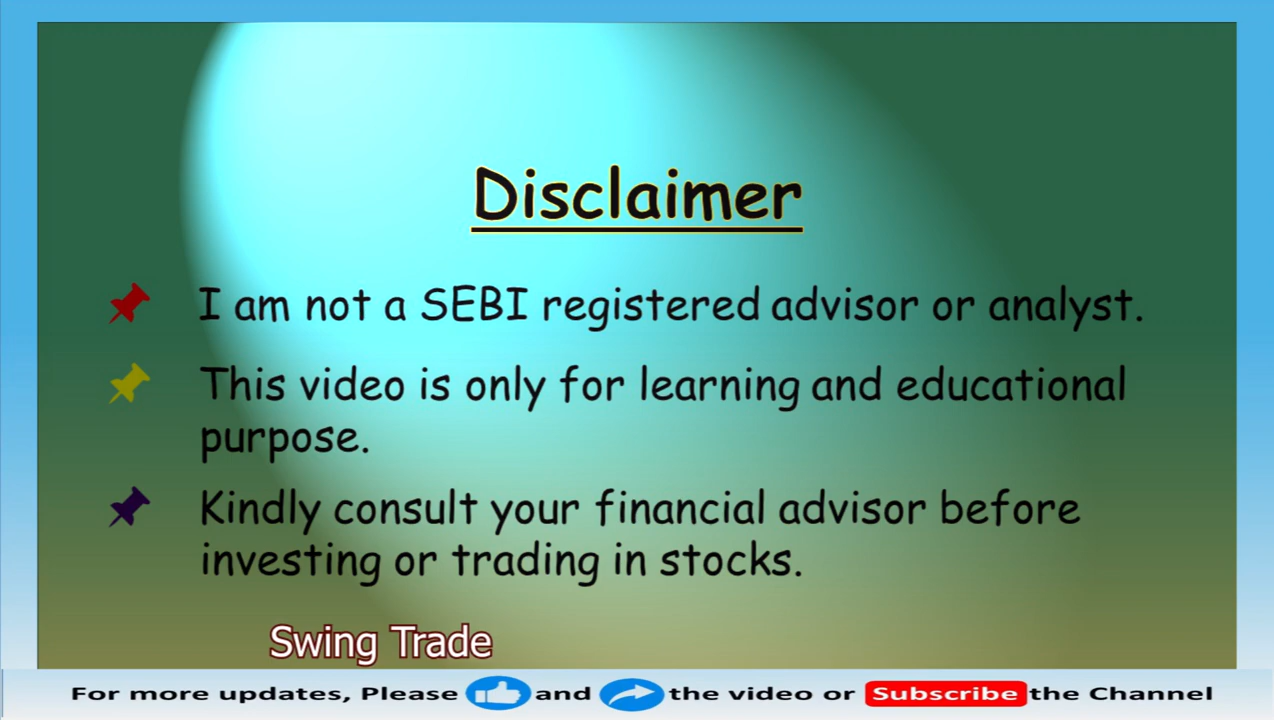 Disclaimer
I am not a SEBI registered advisor or analyst.
This video is only for learning and educational
purpose.
Kindly consult your financial advisor before
investing or trading in stocks.
Swing Trade
For more updates, Please and the video or Subscribe the Channel